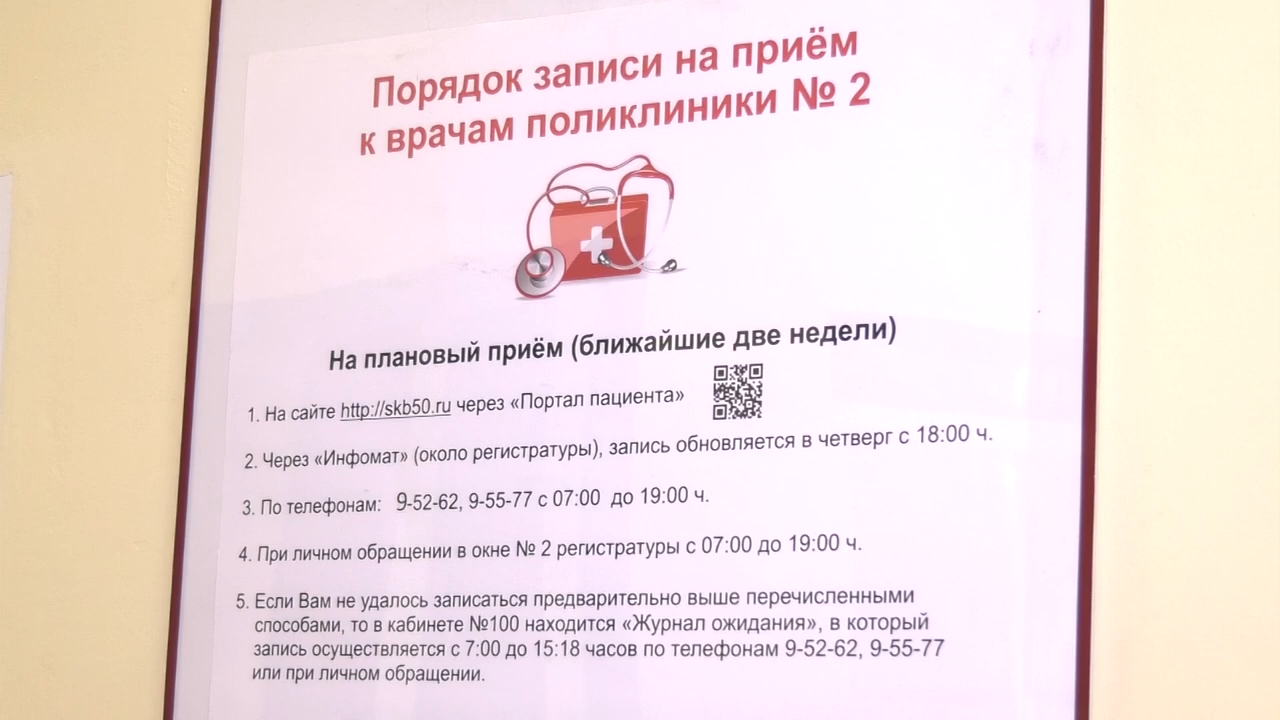 Порядок записи на приём
к врачам поликлиники № 2
На плановый приём (ближайшие две недели)
1. На сайте http://skb50.ru через «Портал пациента»
2. Через «Инфомат» (около регистратуры), запись обновляется в четверг с 18:00 ч.
3. По телефонам: 9-52-62, 9-55-77 с 07:00 до 19:00 ч.
4. При личном обращении в окне № 2 регистратуры с 07:00 до 19:00 ч.
5. Если Вам не удалось записаться предварительно выше перечисленными
способами, то в кабинете №100 находится «Журнал ожидания», в который
запись осуществляется с 7:00 до 15:18 часов по телефонам 9-52-62, 9-55-77
или при личном обращении.